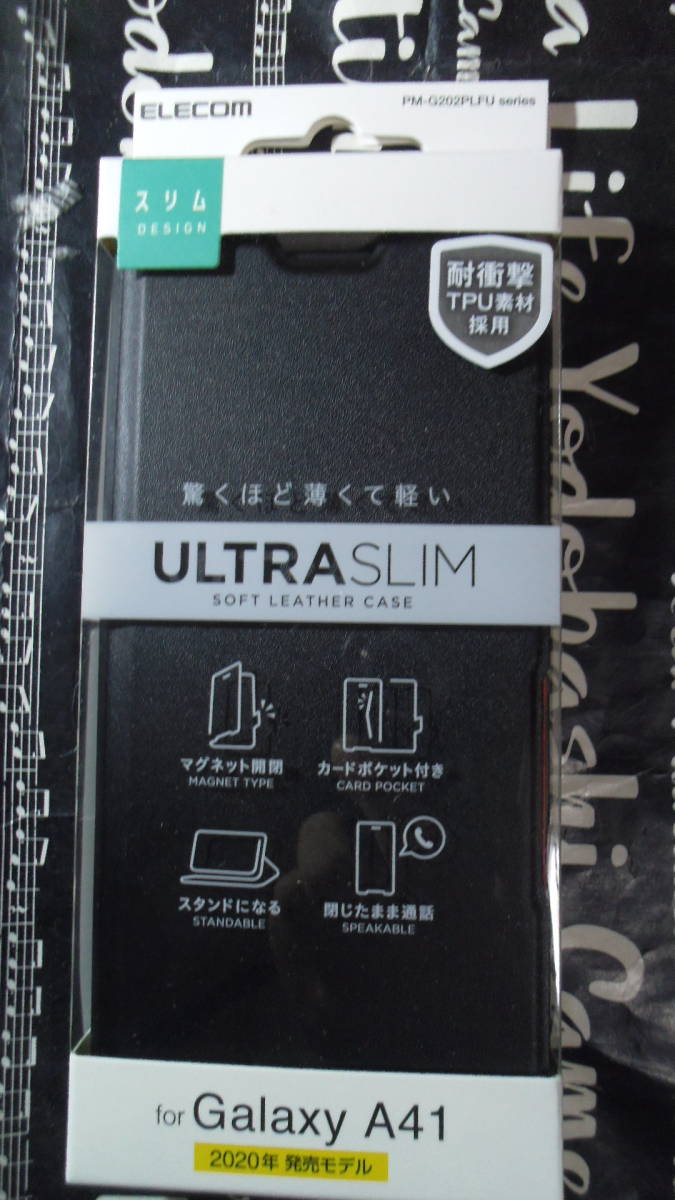 ELECOM
PM-G202PLFU series
スリム
DESIGN
耐衝撃
TPU素材
採用
驚くほど薄くて軽い
ULTRASLIM
SOFT LEATHER CASE
マグネット開閉
MAGNET TYPE
カードポケット付き
CARD POCKET
スタンドになる
STANDABLE
閉じたまま通話
SPEAKABLE
for Galaxy A41
2020年 発売モデル
Life Yodobashi Came